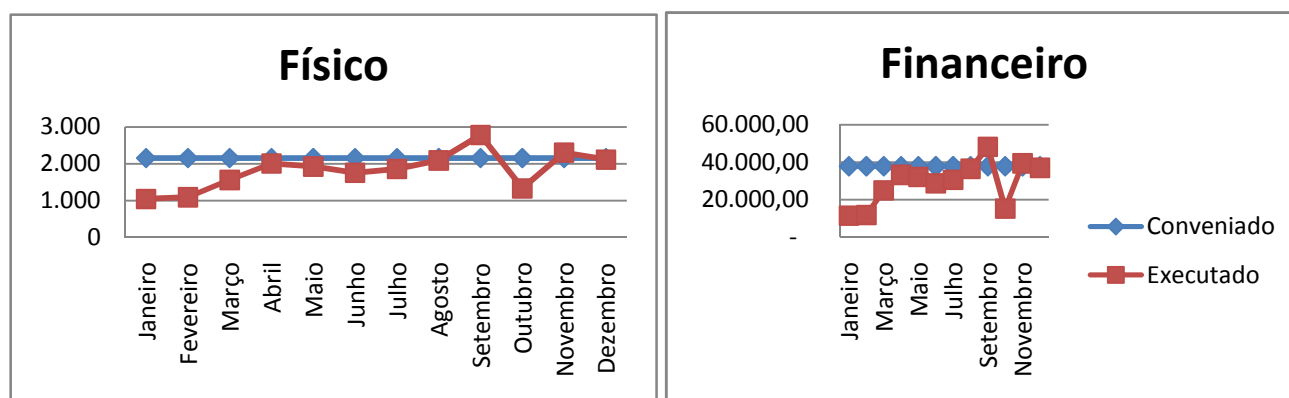 Físico
3.000
2.000
1.000
0
Janeiro
Fevereiro
Março
Abril
Maio
Junho
Julho
Agosto
Setembro
Outubro
Novembro
Dezembro
Financeiro
60.000,00
40.000,00
20.000,00
-
Janeiro
Março
Maio
Julho
Setembro
Novembro
Conveniado
Executado